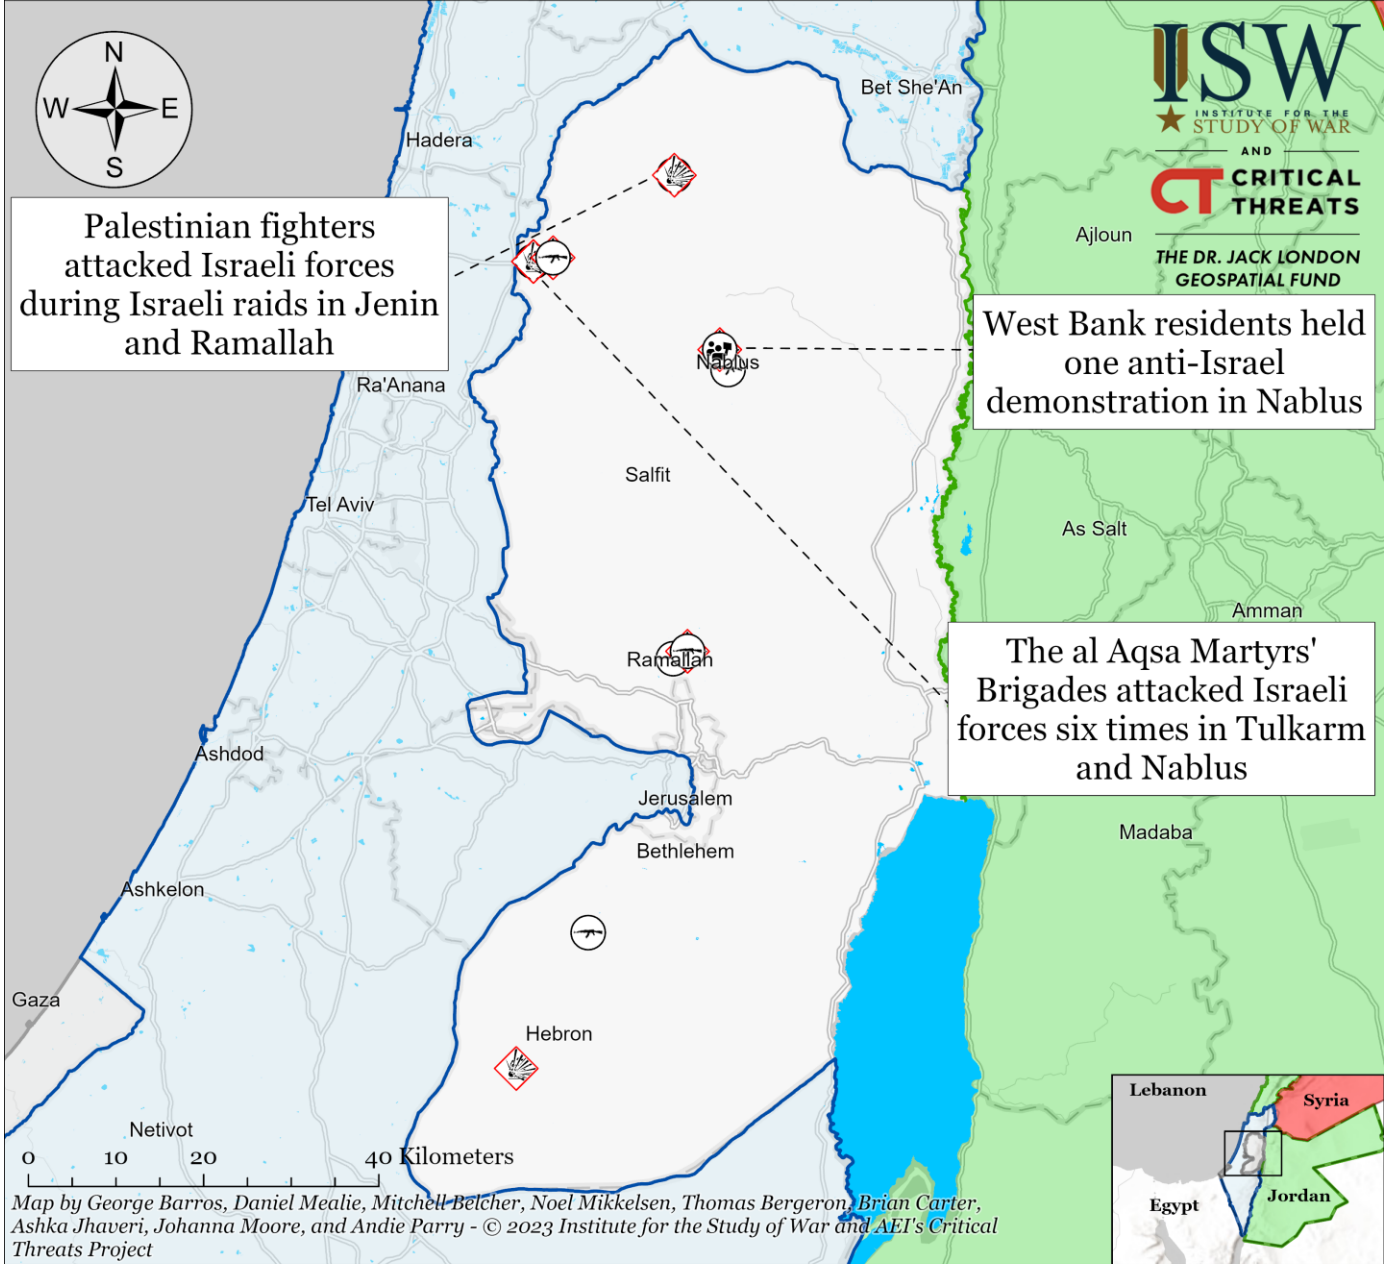 N
W E
S
Hadera
Bet She'An
ISW
INSTITUTE FOR THE
STUDY OF WAR
AND
CT CRITICAL
THREATS
THE DR. JACK LONDON
GEOSPATIAL FUND
Palestinian fighters
attacked Israeli forces
during Israeli raids in Jenin
and Ramallah
Ajloun
West Bank residents held
one anti-Israel
demonstration in Nablus
Nablus
Ra'Anana
Salfit
Tel Aviv
As Salt
Amman
The al Aqsa Martyrs'
Brigades attacked Israeli
forces six times in Tulkarm
and Nablus
Ramallah
Ashdod
Jerusalem
Bethlehem
Madaba
Ashkelon
Gaza
Hebron
Netivot
0 10 20 40 Kilometers
Map by George Barros, Daniel Mealie, Mitchell Belcher, Noel Mikkelsen, Thomas Bergeron, Brian Carter,
Ashka Jhaveri, Johanna Moore, and Andie Parry - © 2023 Institute for the Study of War and AEI's Critical
Threats Project
Lebanon
Syria
Egypt
Jordan